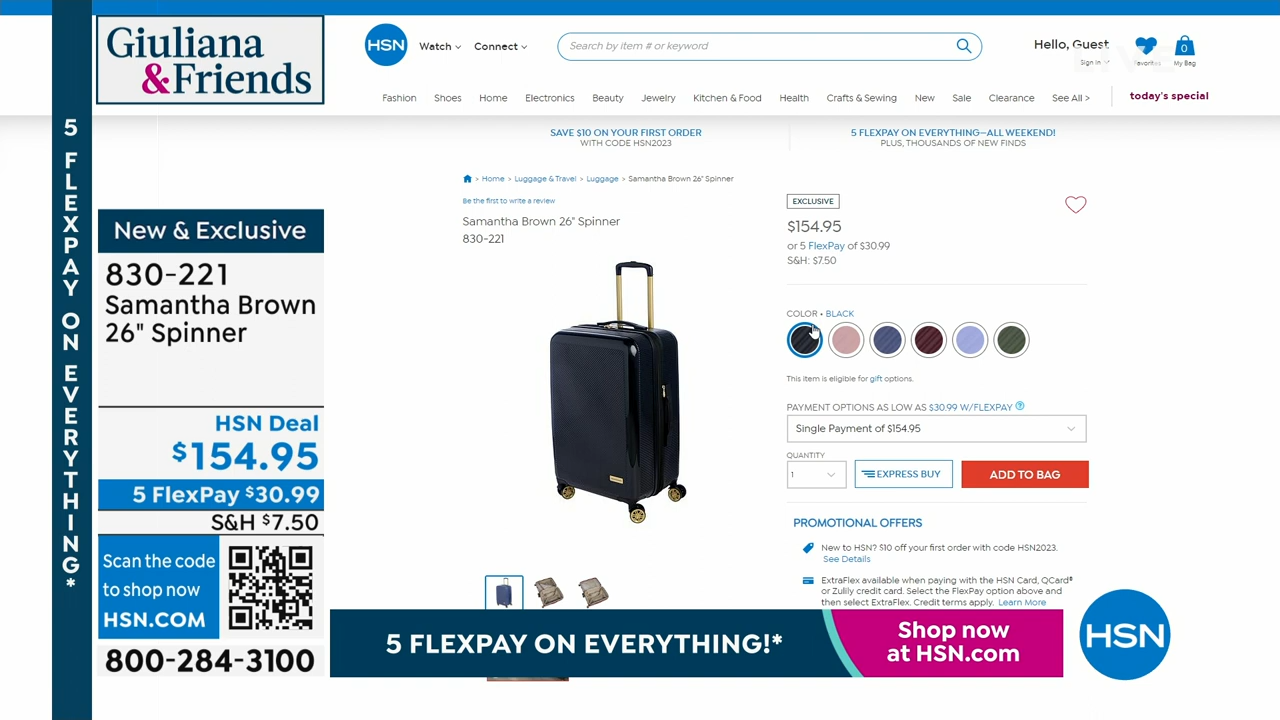 Giuliana
&Friends
5 FLEXPAY ON EVERYTHING*
New & Exclusive
830-221
Samantha Brown
26" Spinner
HSN Deal
$154.95
5 FlexPay $30.99
S&H $7.50
Scan the code
to shop now
HSN.COM
800-284-3100
HSN
Watch
Connect
Search by item # or keyword
Hello, Guest
Sign In
Favorites
0
My Bag
Fashion Shoes Home Electronics Beauty Jewelry Kitchen & Food Health Crafts & Sewing New Sale Clearance See All > today's special
SAVE $10 ON YOUR FIRST ORDER
WITH CODE HSN2023
5 FLEXPAY ON EVERYTHING—ALL WEEKEND!
PLUS, THOUSANDS OF NEW FINDS
> Home > Luggage & Travel > Luggage > Samantha Brown 26" Spinner
Be the first to write a review
Samantha Brown 26" Spinner
830-221
EXCLUSIVE
$154.95
or 5 FlexPay of $30.99
S&H: $7.50
COLOR • BLACK
This item is eligible for gift options.
PAYMENT OPTIONS AS LOW AS $30.99 W/FLEXPAY ?
Single Payment of $154.95
QUANTITY
1
EXPRESS BUY
ADD TO BAG
PROMOTIONAL OFFERS
New to HSN? $10 off your first order with code HSN2023.
See Details
ExtraFlex available when paying with the HSN Card, QCard®
or Zulily credit card. Select the FlexPay option above and
then select ExtraFlex. Credit terms apply. Learn More
5 FLEXPAY ON EVERYTHING!*
Shop now
at HSN.com
HSN